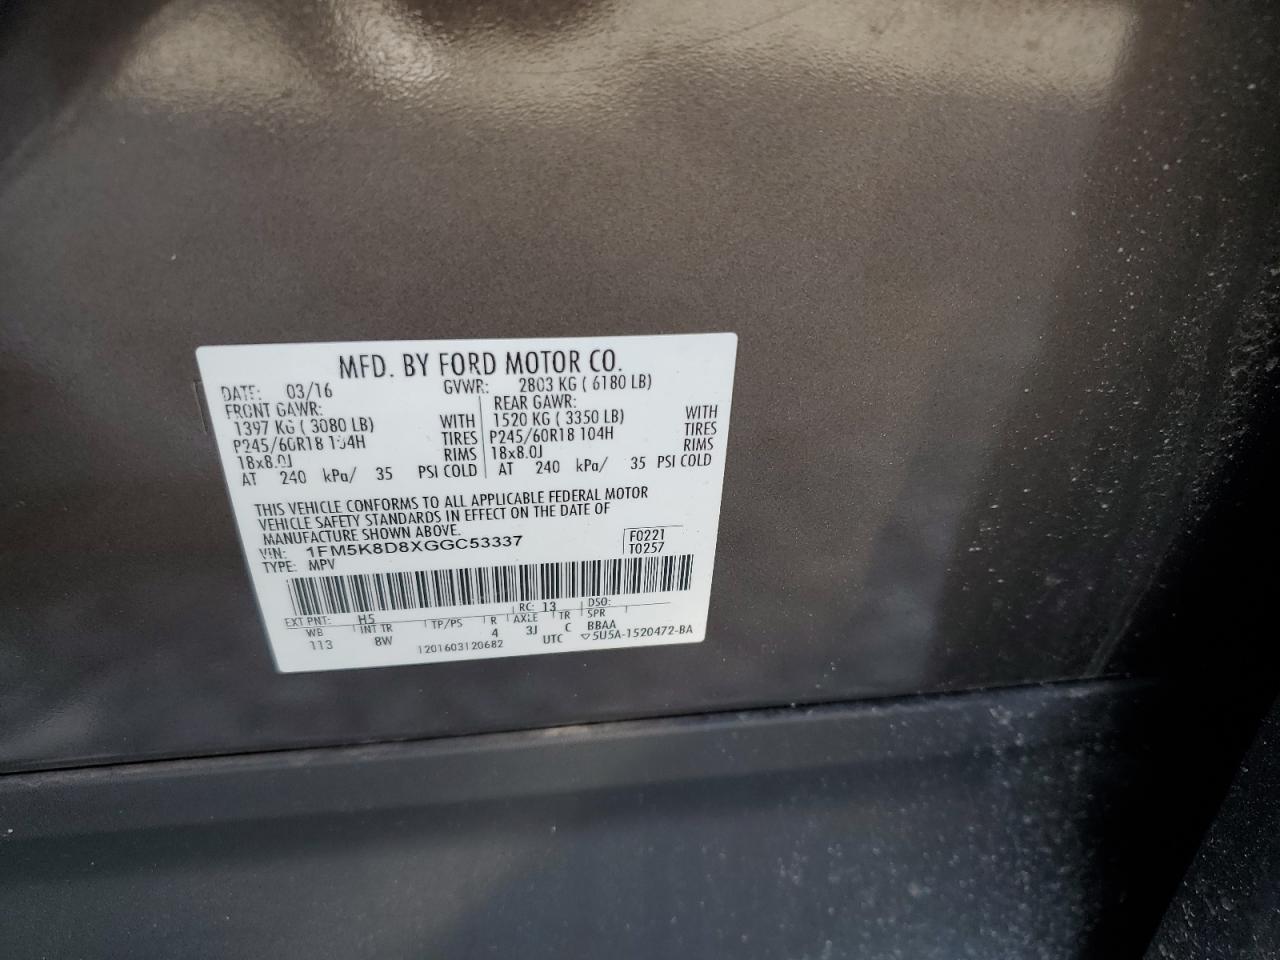 MFD. BY FORD MOTOR CO.
DATE: 03/16 GVWR: 2803 KG ( 6180 LB)
FRONT GAWR: REAR GAWR:
1397 KG ( 3080 LB) WITH 1520 KG ( 3350 LB) WITH
P245/60R18 104H TIRES P245/60R18 104H TIRES
18x8.0J RIMS 18x8.0J RIMS
AT 240 kPa/ 35 PSI COLD AT 240 kPa/ 35 PSI COLD
THIS VEHICLE CONFORMS TO ALL APPLICABLE FEDERAL MOTOR
VEHICLE SAFETY STANDARDS IN EFFECT ON THE DATE OF
MANUFACTURE SHOWN ABOVE.
VIN: 1FM5K8D8XGGC53337 F0221
TYPE: MPV T0257
EXT PNT: H5 RC: 13 DSO:
WB INT TR TP/PS R AXLE TR SPR
113 8W 4 3J C BBAA
1201603120682 UTC ▽5U5A-1520472-BA